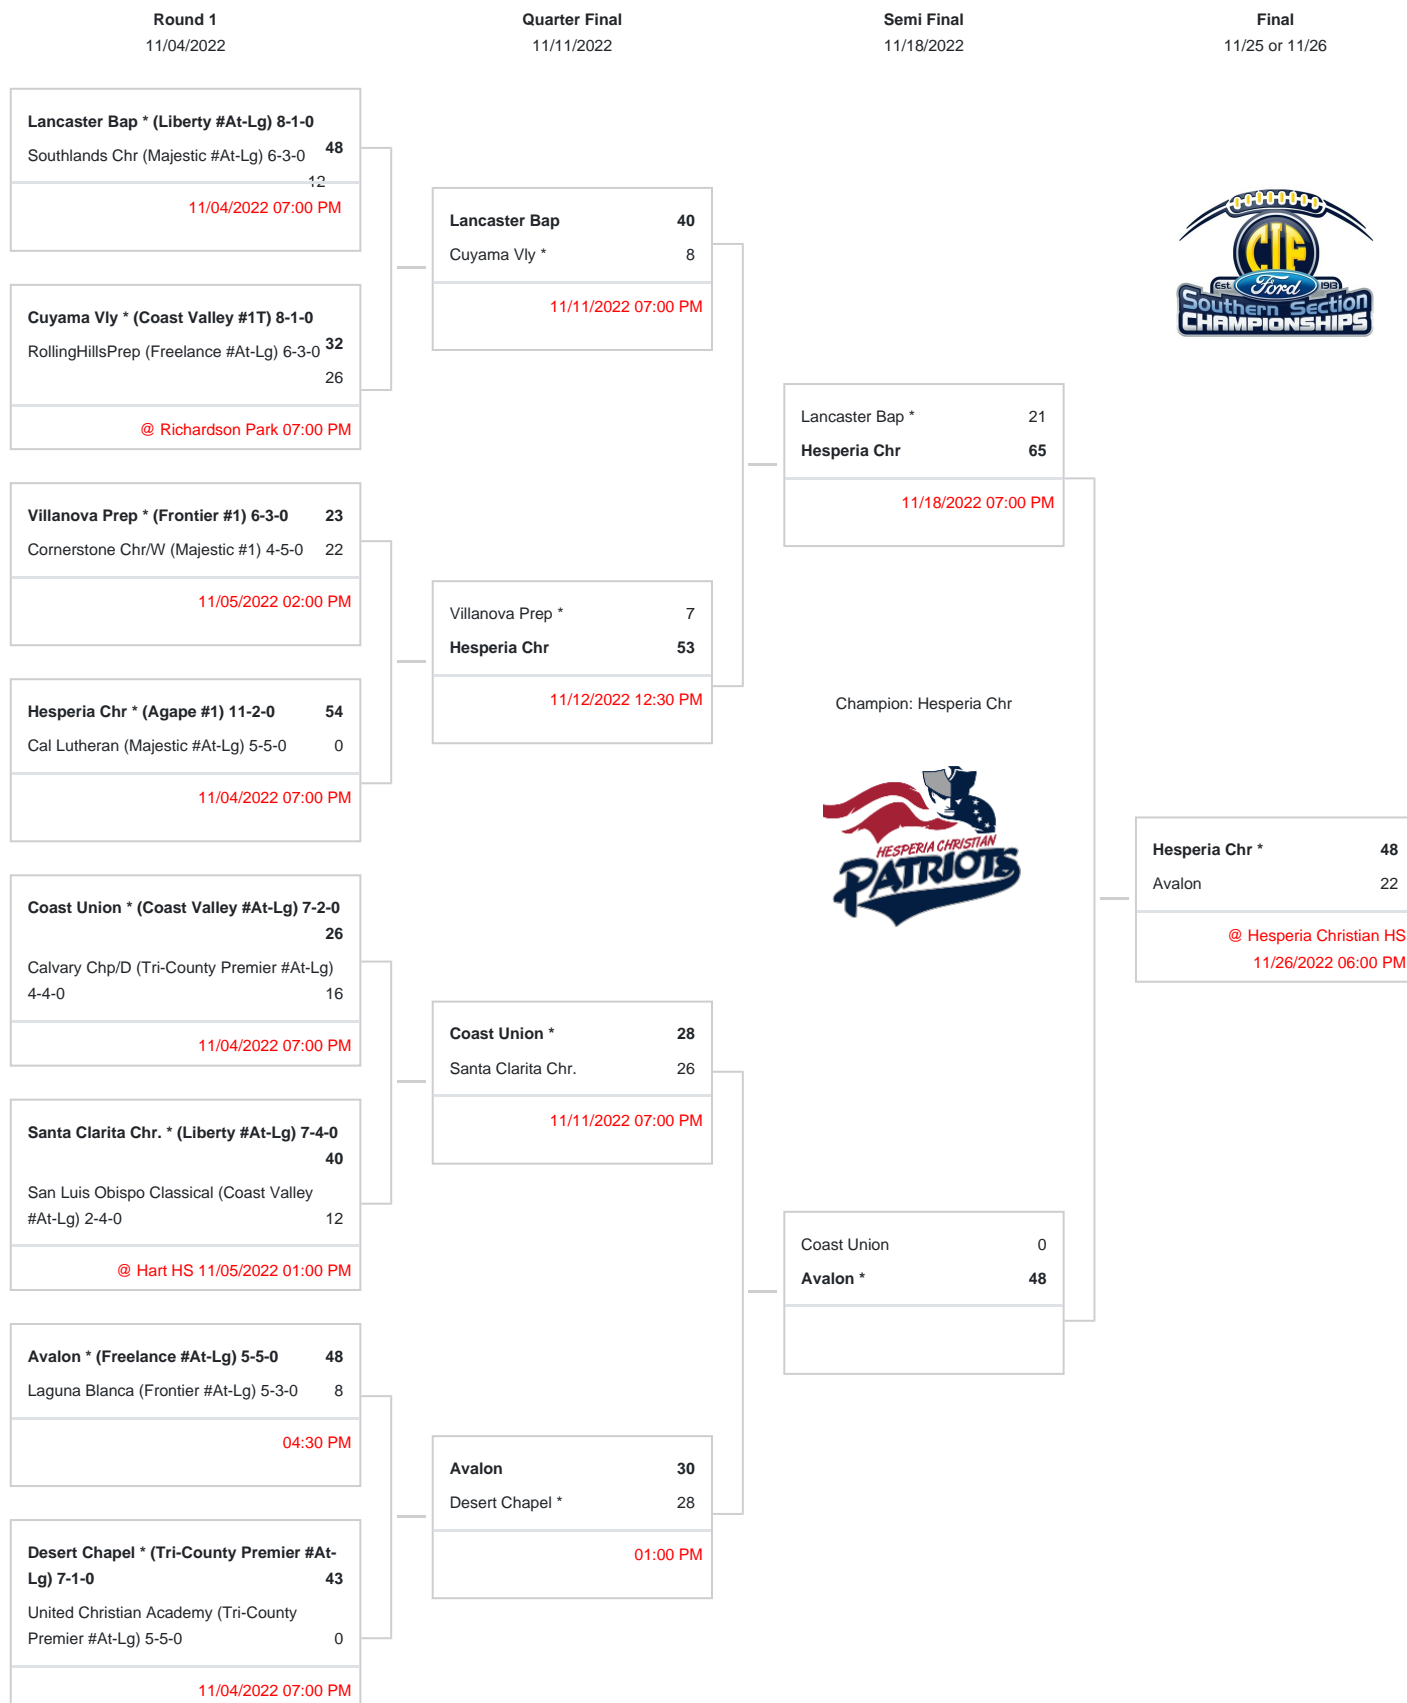 Round 1
11/04/2022
Quarter Final
11/11/2022
Semi Final
11/18/2022
Final
11/25 or 11/26
Lancaster Bap * (Liberty #At-Lg) 8-1-0
48
Southlands Chr (Majestic #At-Lg) 6-3-0
12
11/04/2022 07:00 PM
Cuyama Vly * (Coast Valley #1T) 8-1-0
32
RollingHillsPrep (Freelance #At-Lg) 6-3-0
26
@ Richardson Park 07:00 PM
Villanova Prep * (Frontier #1) 6-3-0 23
Cornerstone Chr/W (Majestic #1) 4-5-0 22
11/05/2022 02:00 PM
Hesperia Chr * (Agape #1) 11-2-0 54
Cal Lutheran (Majestic #At-Lg) 5-5-0 0
11/04/2022 07:00 PM
Coast Union * (Coast Valley #At-Lg) 7-2-0
26
Calvary Chp/D (Tri-County Premier #At-Lg)
4-4-0 16
11/04/2022 07:00 PM
Santa Clarita Chr. * (Liberty #At-Lg) 7-4-0
40
San Luis Obispo Classical (Coast Valley
#At-Lg) 2-4-0 12
@ Hart HS 11/05/2022 01:00 PM
Avalon * (Freelance #At-Lg) 5-5-0 48
Laguna Blanca (Frontier #At-Lg) 5-3-0 8
04:30 PM
Desert Chapel * (Tri-County Premier #At-
Lg) 7-1-0 43
United Christian Academy (Tri-County
Premier #At-Lg) 5-5-0 0
11/04/2022 07:00 PM
Lancaster Bap 40
Cuyama Vly * 8
11/11/2022 07:00 PM
Villanova Prep * 7
Hesperia Chr 53
11/12/2022 12:30 PM
Coast Union * 28
Santa Clarita Chr. 26
11/11/2022 07:00 PM
Avalon 30
Desert Chapel * 28
01:00 PM
Lancaster Bap * 21
Hesperia Chr 65
11/18/2022 07:00 PM
Champion: Hesperia Chr
HESPERIA CHRISTIAN
PATRIOTS
Coast Union 0
Avalon * 48
CIF
Est. Ford 1913
Southern Section
CHAMPIONSHIPS
Hesperia Chr * 48
Avalon 22
@ Hesperia Christian HS
11/26/2022 06:00 PM